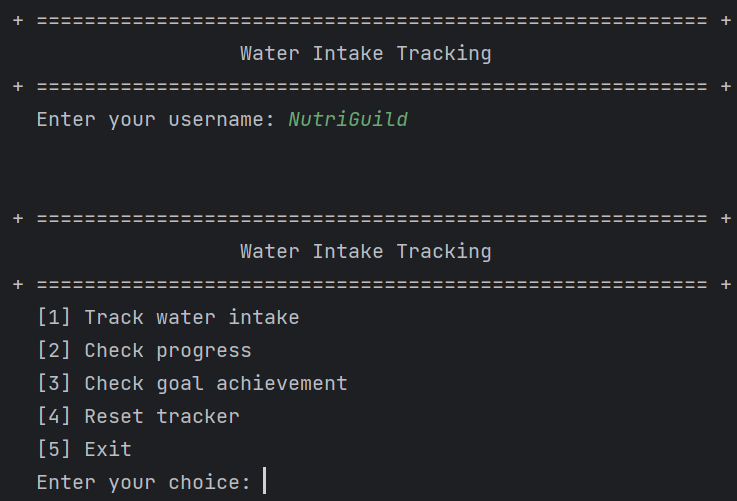 + ======================================================== +
Water Intake Tracking
+ ======================================================== +
Enter your username: NutriGuild
+ ======================================================== +
Water Intake Tracking
+ ======================================================== +
[1] Track water intake
[2] Check progress
[3] Check goal achievement
[4] Reset tracker
[5] Exit
Enter your choice: